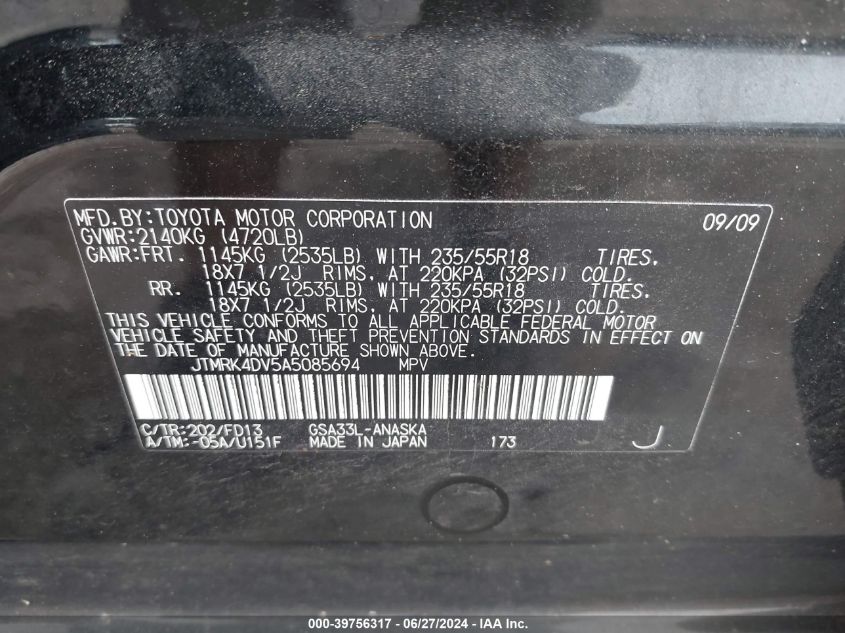 MFD.BY:TOYOTA MOTOR CORPORATION 09/09
GVWR:2140KG (4720LB)
GAWR:FRT. 1145KG (2535LB) WITH 235/55R18 TIRES,
18X7 1/2J RIMS, AT 220KPA (32PSI) COLD.
RR. 1145KG (2535LB) WITH 235/55R18 TIRES,
18X7 1/2J RIMS, AT 220KPA (32PSI) COLD.
THIS VEHICLE CONFORMS TO ALL APPLICABLE FEDERAL MOTOR
VEHICLE SAFETY AND THEFT PREVENTION STANDARDS IN EFFECT ON
THE DATE OF MANUFACTURE SHOWN ABOVE.
JTMRK4DV5A5085694 MPV
C/TR:202/FD13 GSA33L-ANASKA
A/TM:-05A/U151F MADE IN JAPAN 173 J
000-39756317 - 06/27/2024 - IAA Inc.